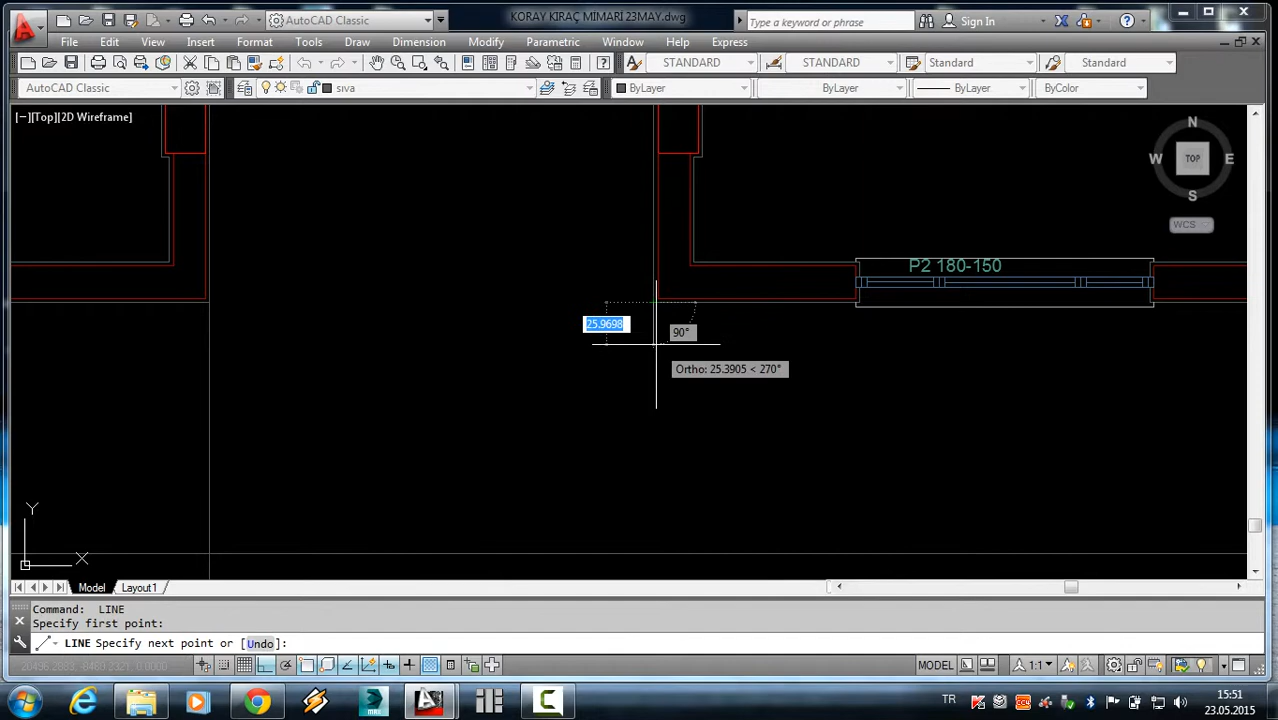 AutoCAD Classic
KORAY KIRAÇ MIMARI 23MAY.dwg
Type a keyword or phrase
Sign In
File Edit View Insert Format Tools Draw Dimension Modify Parametric Window Help Express
STANDARD STANDARD Standard Standard
AutoCAD Classic sıva ByLayer ByLayer ByLayer ByColor
[−][Top][2D Wireframe]
N
W TOP E
S
WCS
P2 180-150
25.9698
90°
Ortho: 25.3905 < 270°
Y
X
Model Layout1
Command: LINE
Specify first point:
LINE Specify next point or [Undo]:
MODEL 1:1
TR
15:51
23.05.2015